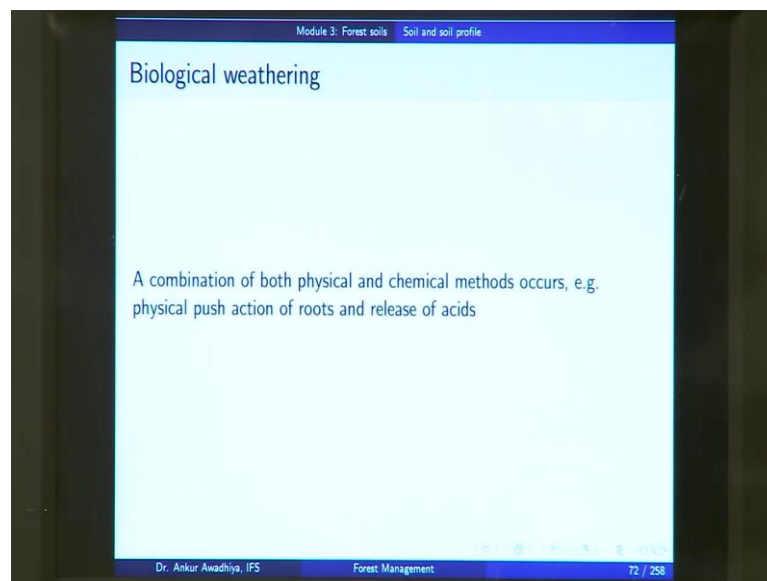 Module 3: Forest soils Soil and soil profile
Biological weathering
A combination of both physical and chemical methods occurs, e.g.
physical push action of roots and release of acids
Dr. Ankur Awadhiya, IFS Forest Management 72 / 258